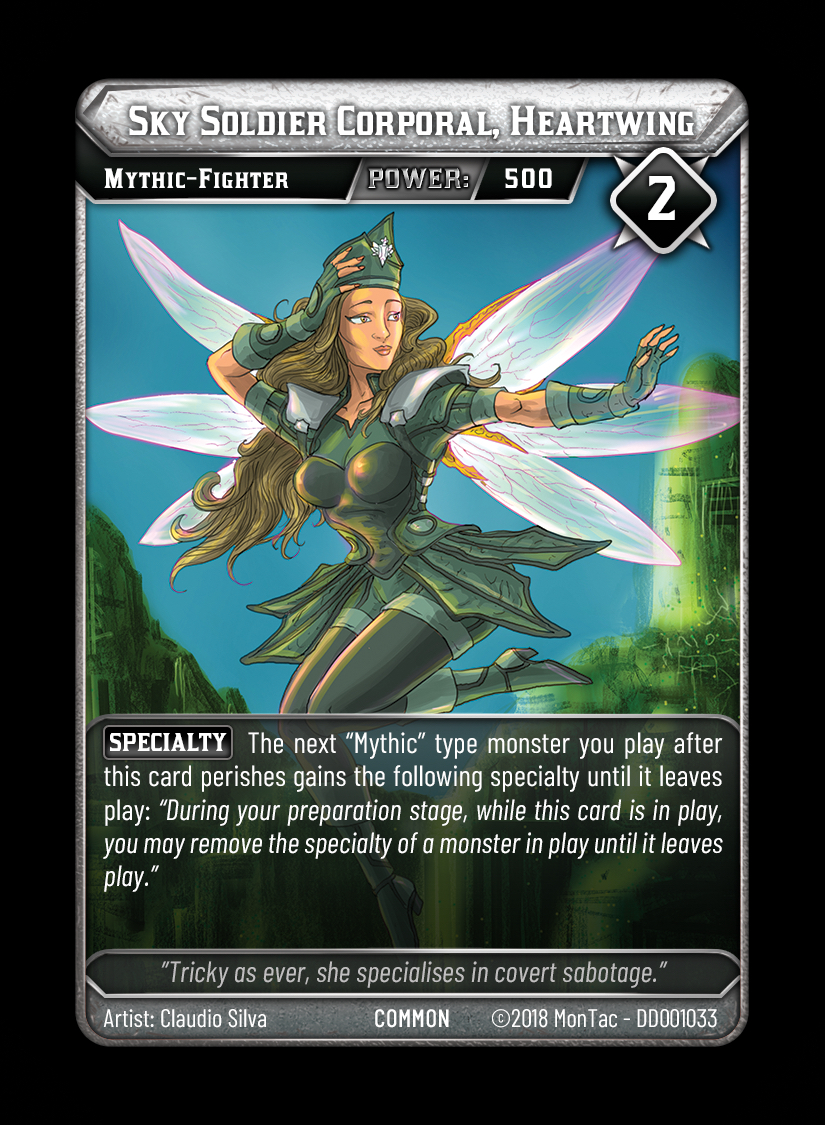 Sky Soldier Corporal, Heartwing
Mythic-Fighter POWER: 500
2
SPECIALTY The next “Mythic” type monster you play after
this card perishes gains the following specialty until it leaves
play: “During your preparation stage, while this card is in play,
you may remove the specialty of a monster in play until it leaves
play.”
“Tricky as ever, she specialises in covert sabotage.”
Artist: Claudio Silva COMMON ©2018 MonTac - DD001033